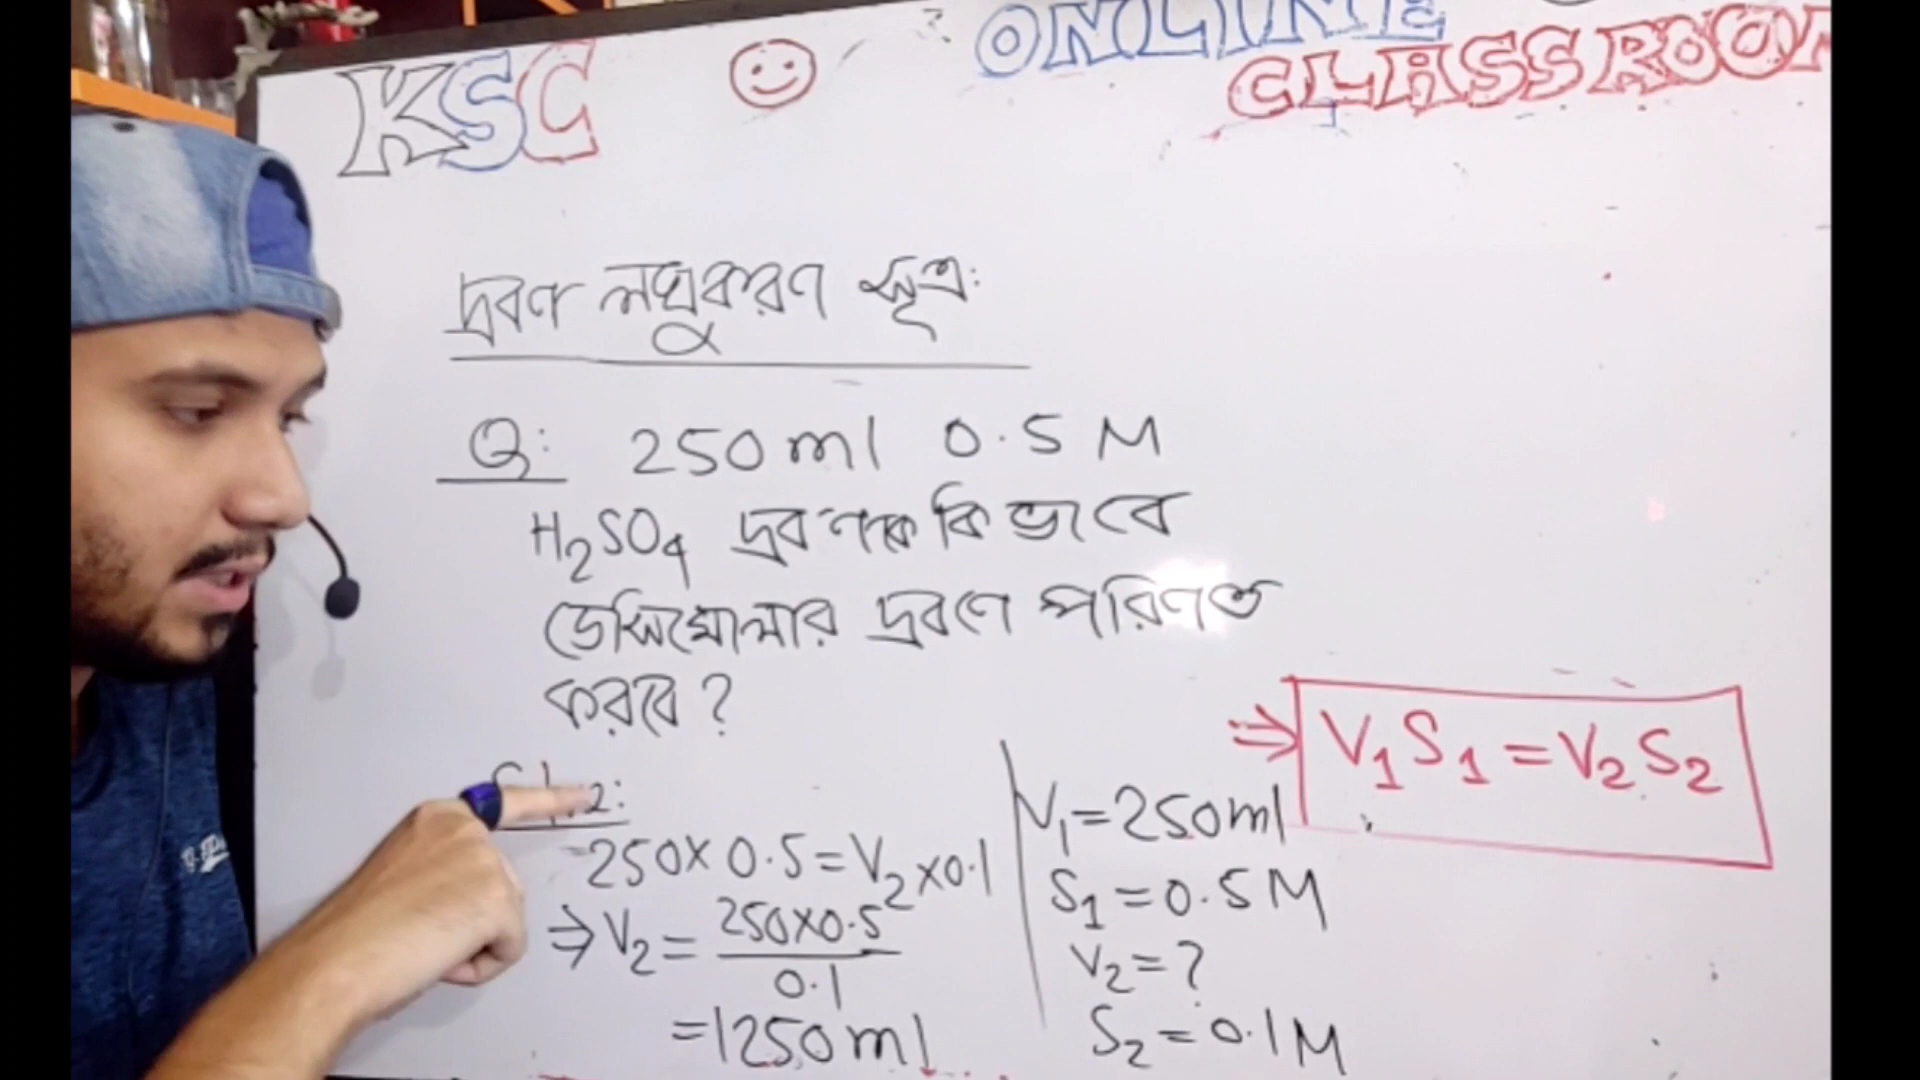 KSC
ONLINE
CLASSROOM
দ্রবণ লঘুকরণ সূত্র:
Q: 250 ml 0.5 M
H₂SO₄ দ্রবণকে কিভাবে
ডেসিমোলার দ্রবণে পরিণত
করবে ?
250 × 0.5 = V₂ × 0.1
⇒ V₂ = 250×0.5 / 0.1
= 1250 ml
V₁ = 250 ml
S₁ = 0.5 M
V₂ = ?
S₂ = 0.1 M
⇒ V₁S₁ = V₂S₂